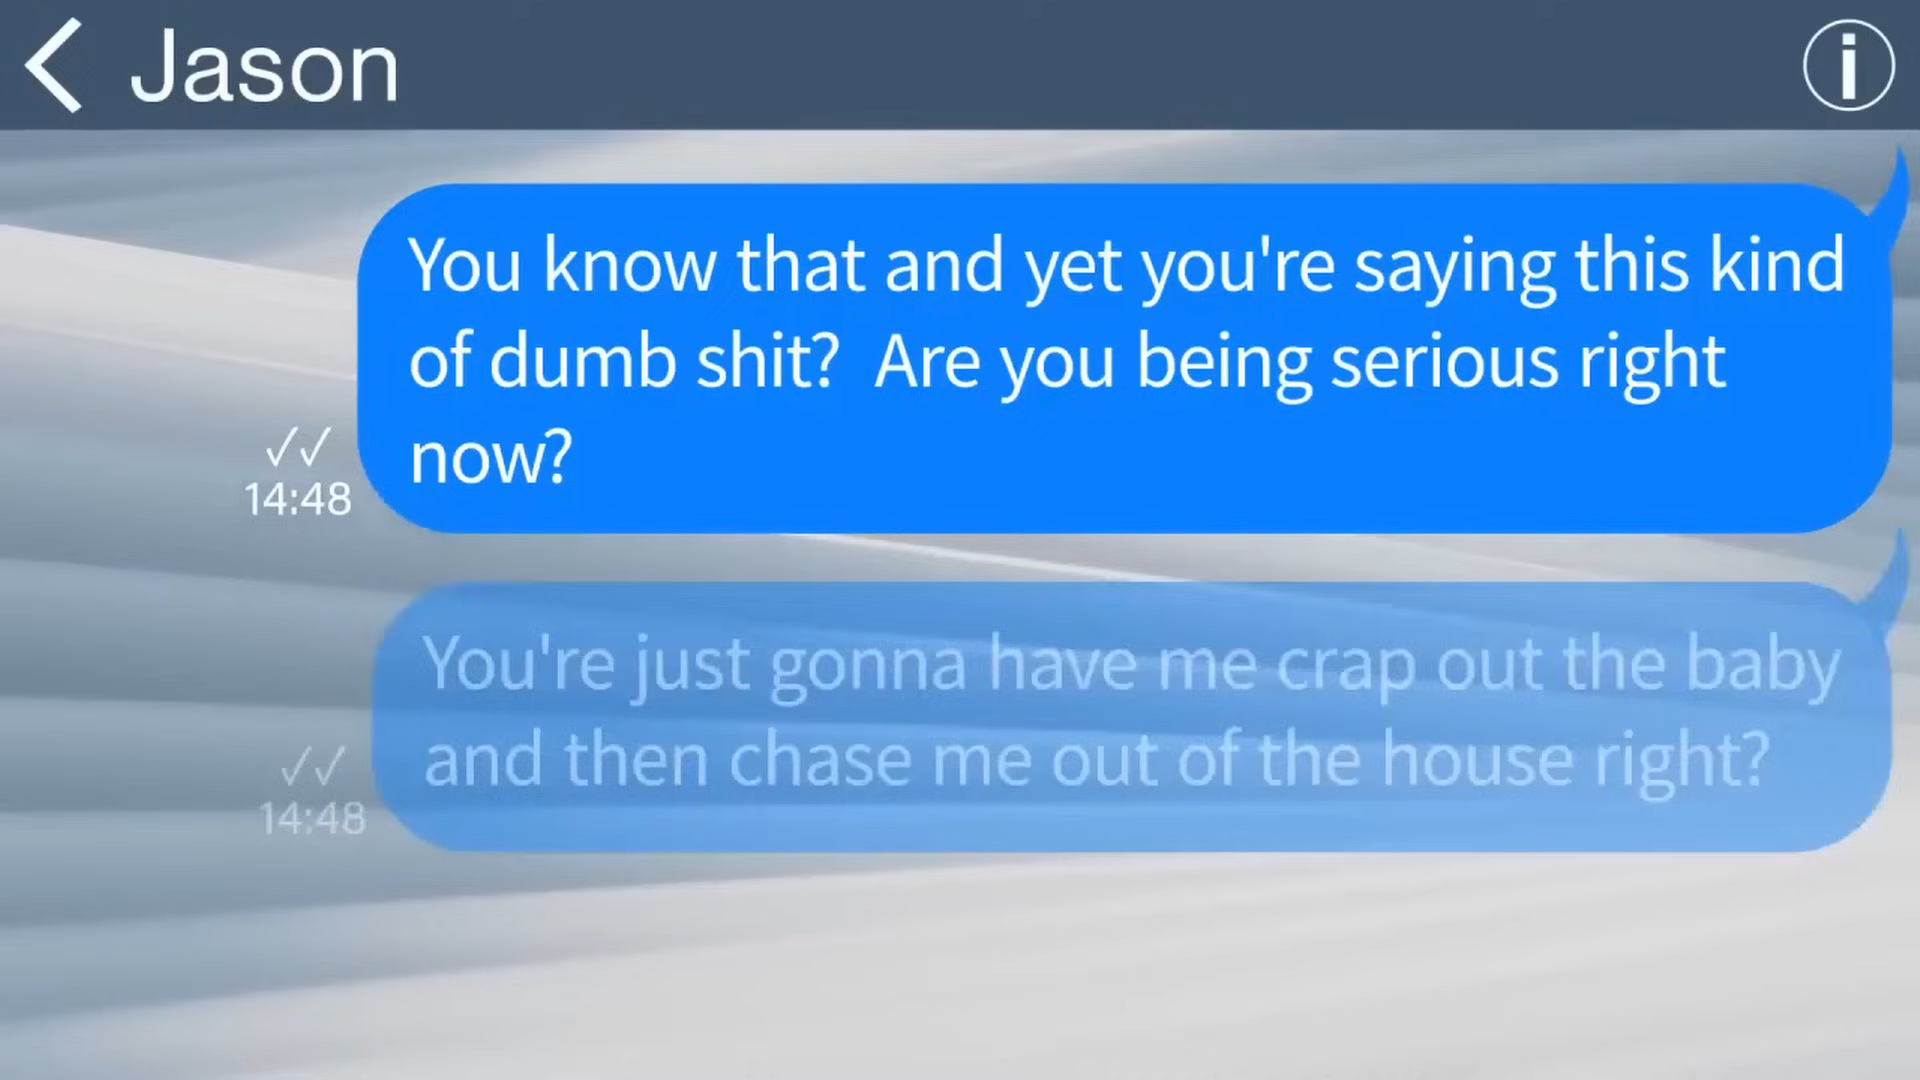 Jason
You know that and yet you're saying this kind
of dumb shit?  Are you being serious right
now?
✓✓
14:48
You're just gonna have me crap out the baby
and then chase me out of the house right?
✓✓
14:48